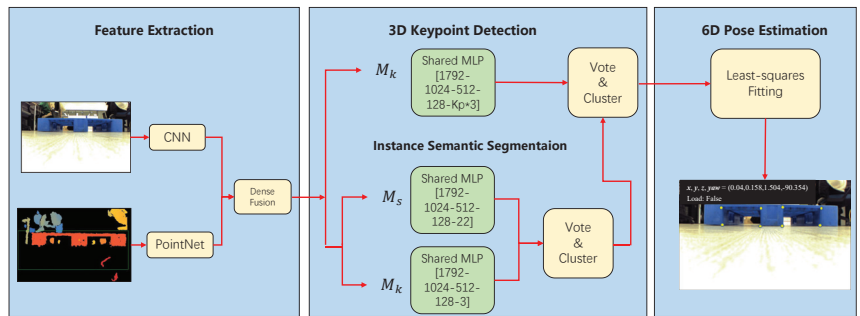 Feature Extraction
CNN
PointNet
Dense
Fusion
3D Keypoint Detection
M_k
Shared MLP
[1792-
1024-512-
128-Kp*3]
Vote
&
Cluster
Instance Semantic Segmentaion
M_s
Shared MLP
[1792-
1024-512-
128-22]
M_k
Shared MLP
[1792-
1024-512-
128-3]
Vote
&
Cluster
6D Pose Estimation
Least-squares
Fitting
x, y, z, yaw = (0.04,0.158,1.504,-90.354)
Load: False